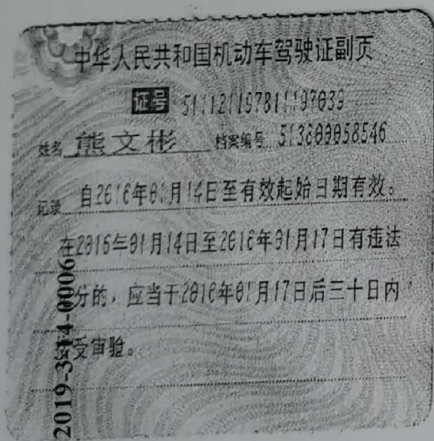 中华人民共和国机动车驾驶证副页
证号 511121197811197039
姓名 熊文彬 档案编号 513600058546
记录 自2016年01月14日至有效起始日期有效。
在2016年01月14日至2016年01月17日有违法
分的，应当于2016年01月17日后三十日内
受审验。